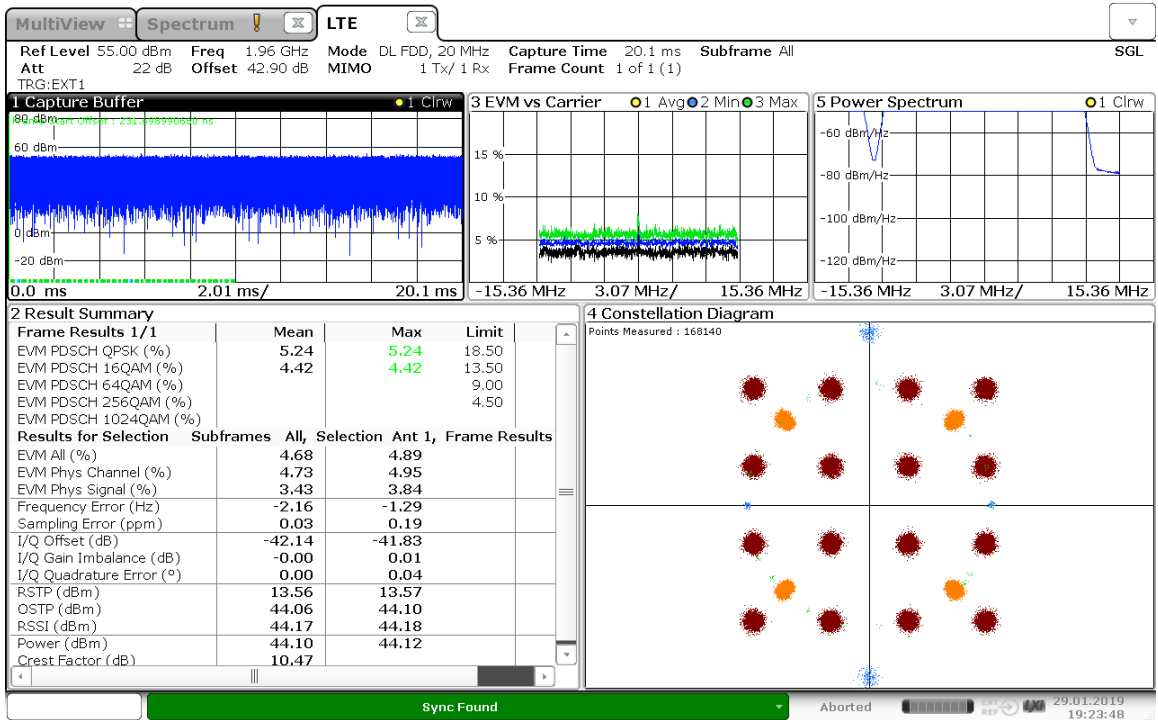 MultiView Spectrum LTE
Ref Level 55.00 dBm Freq 1.96 GHz Mode DL FDD, 20 MHz Capture Time 20.1 ms Subframe All SGL
Att 22 dB Offset 42.90 dB MIMO 1 Tx/ 1 Rx Frame Count 1 of 1 (1)
TRG:EXT1
1 Capture Buffer 1 Clrw
80 dBm
Frame Start Offset : 231.698990680 ns
60 dBm
0 dBm
-20 dBm
0.0 ms 2.01 ms/ 20.1 ms
3 EVM vs Carrier 1 Avg 2 Min 3 Max
15 %
10 %
5 %
-15.36 MHz 3.07 MHz/ 15.36 MHz
5 Power Spectrum 1 Clrw
-60 dBm/Hz
-80 dBm/Hz
-100 dBm/Hz
-120 dBm/Hz
-15.36 MHz 3.07 MHz/ 15.36 MHz
2 Result Summary
Frame Results 1/1 Mean Max Limit
EVM PDSCH QPSK (%) 5.24 5.24 18.50
EVM PDSCH 16QAM (%) 4.42 4.42 13.50
EVM PDSCH 64QAM (%) 9.00
EVM PDSCH 256QAM (%) 4.50
EVM PDSCH 1024QAM (%)
Results for Selection Subframes All, Selection Ant 1, Frame Results
EVM All (%) 4.68 4.89
EVM Phys Channel (%) 4.73 4.95
EVM Phys Signal (%) 3.43 3.84
Frequency Error (Hz) -2.16 -1.29
Sampling Error (ppm) 0.03 0.19
I/Q Offset (dB) -42.14 -41.83
I/Q Gain Imbalance (dB) -0.00 0.01
I/Q Quadrature Error (°) 0.00 0.04
RSTP (dBm) 13.56 13.57
OSTP (dBm) 44.06 44.10
RSSI (dBm) 44.17 44.18
Power (dBm) 44.10 44.12
Crest Factor (dB) 10.47
4 Constellation Diagram
Points Measured : 168140
Sync Found
Aborted
EXT
REF
LXI
29.01.2019
19:23:48